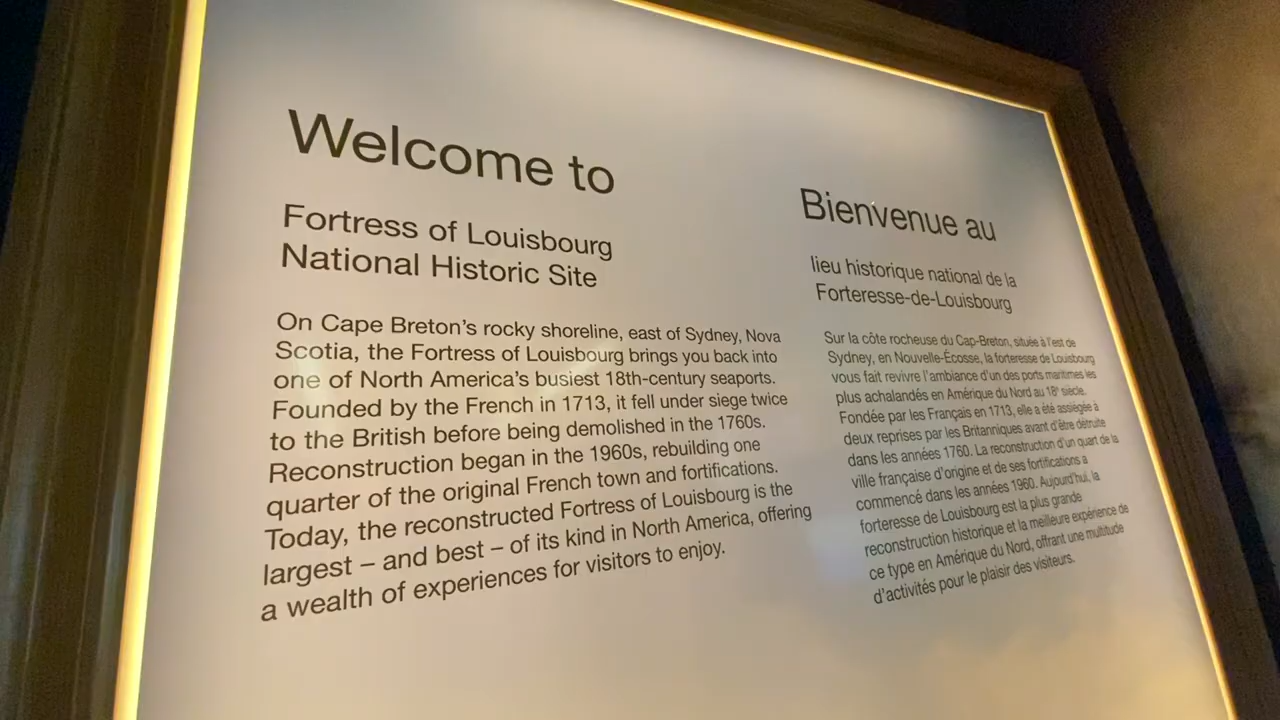 Welcome to
Fortress of Louisbourg
National Historic Site
On Cape Breton's rocky shoreline, east of Sydney, Nova
Scotia, the Fortress of Louisbourg brings you back into
one of North America's busiest 18th-century seaports.
Founded by the French in 1713, it fell under siege twice
to the British before being demolished in the 1760s.
Reconstruction began in the 1960s, rebuilding one
quarter of the original French town and fortifications.
Today, the reconstructed Fortress of Louisbourg is the
largest – and best – of its kind in North America, offering
a wealth of experiences for visitors to enjoy.
Bienvenue au
lieu historique national de la
Forteresse-de-Louisbourg
Sur la côte rocheuse du Cap-Breton, située à l'est de
Sydney, en Nouvelle-Écosse, la forteresse de Louisbourg
vous fait revivre l'ambiance d'un des ports maritimes les
plus achalandés en Amérique du Nord au 18e siècle.
Fondée par les Français en 1713, elle a été assiégée à
deux reprises par les Britanniques avant d'être détruite
dans les années 1760. La reconstruction d'un quart de la
ville française d'origine et de ses fortifications a
commencé dans les années 1960. Aujourd'hui, la
forteresse de Louisbourg est la plus grande
reconstruction historique et la meilleure expérience de
ce type en Amérique du Nord, offrant une multitude
d'activités pour le plaisir des visiteurs.